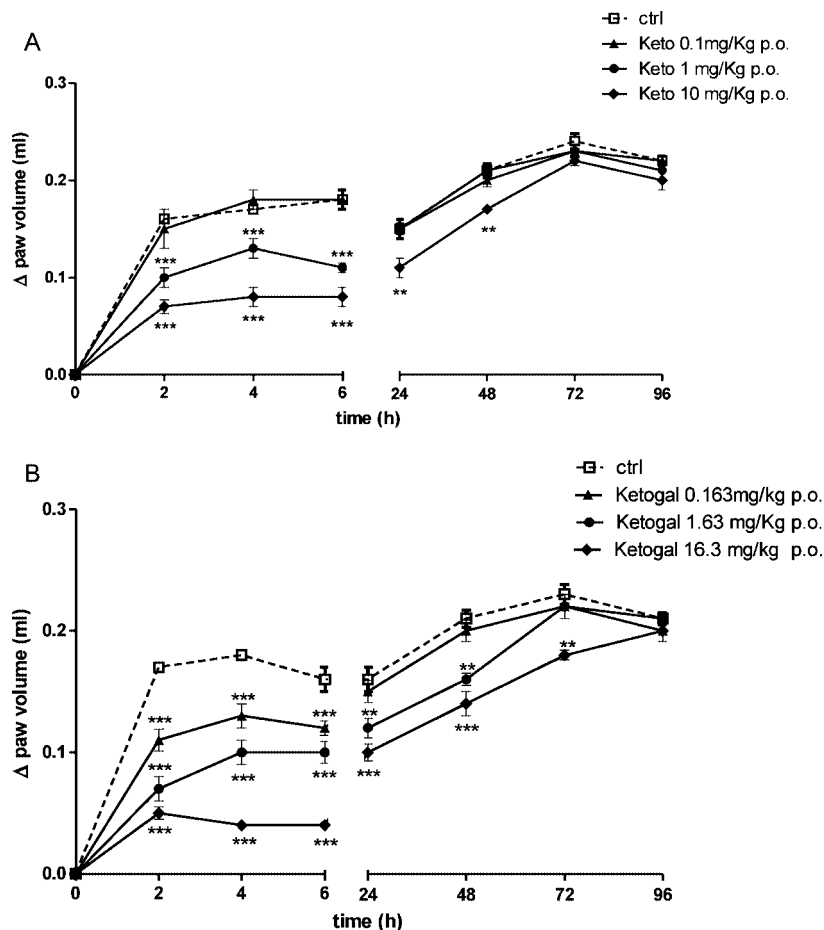 A
ctrl
Keto 0.1mg/Kg p.o.
Keto 1 mg/Kg p.o.
Keto 10 mg/Kg p.o.
0.3
0.2
0.1
0.0
Δ paw volume (ml)
***
***
***
***
***
***
**
**
0 2 4 6 24 48 72 96
time (h)
B
ctrl
Ketogal 0.163mg/kg p.o.
Ketogal 1.63 mg/Kg p.o.
Ketogal 16.3 mg/kg p.o.
0.3
0.2
0.1
0.0
Δ paw volume (ml)
***
***
***
***
***
***
***
***
***
**
**
**
***
***
0 2 4 6 24 48 72 96
time (h)